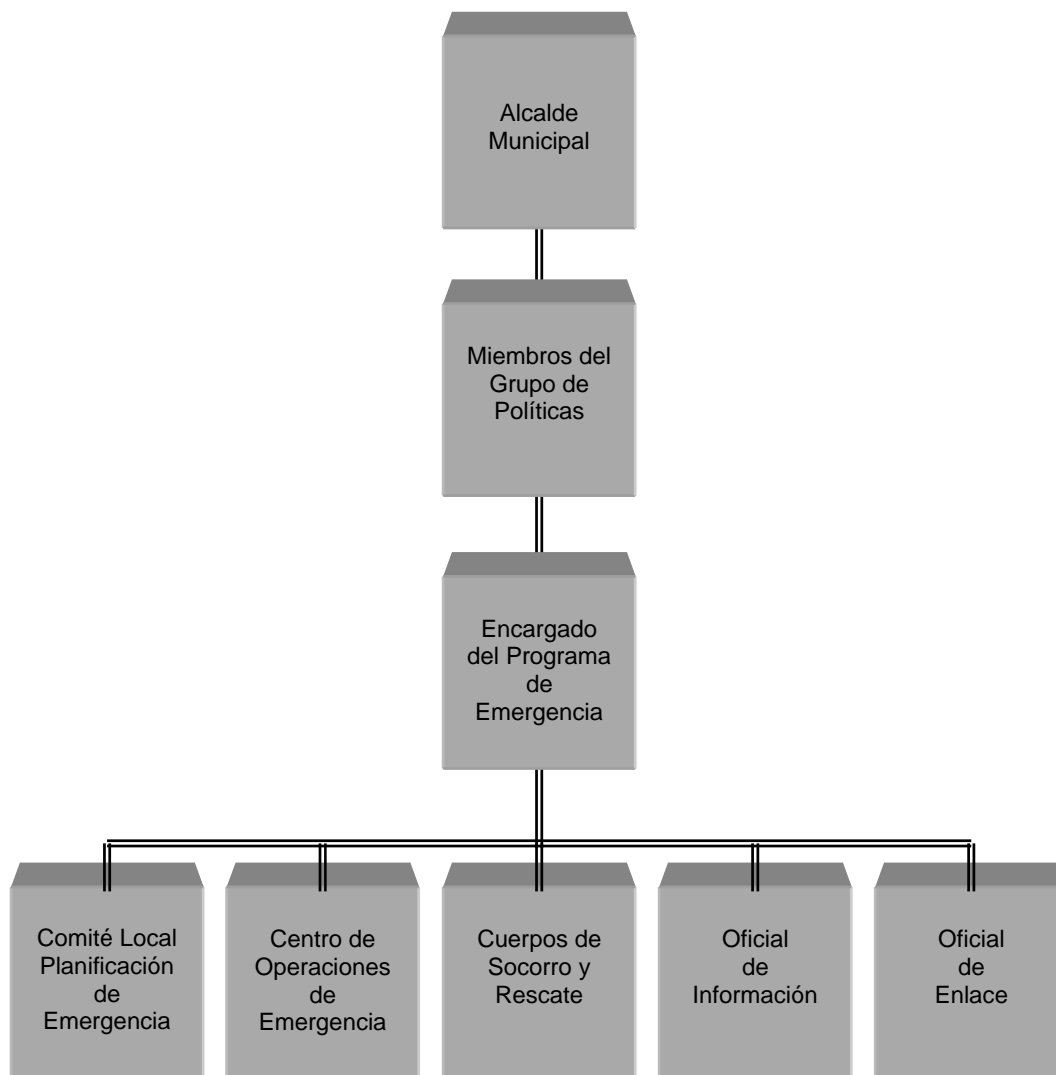 Alcalde
Municipal
Miembros del
Grupo de
Políticas
Encargado
del Programa
de
Emergencia
Comité Local
Planificación
de
Emergencia
Centro de
Operaciones
de
Emergencia
Cuerpos de
Socorro y
Rescate
Oficial
de
Información
Oficial
de
Enlace